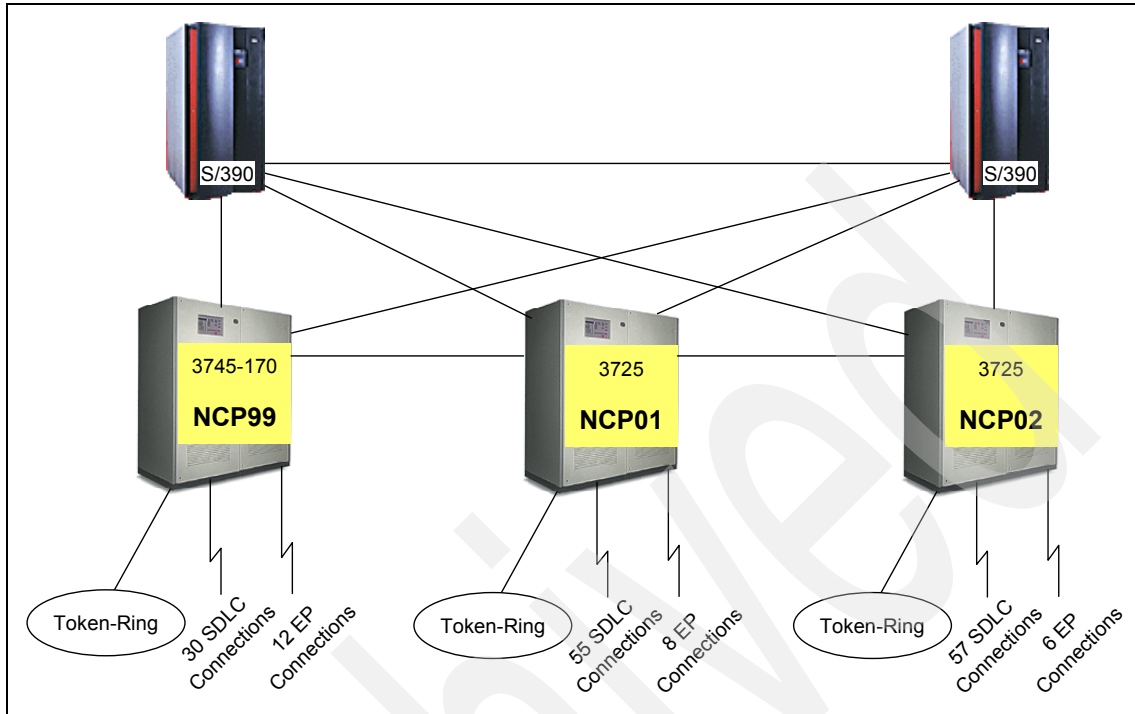 S/390
S/390
3745-170
NCP99
3725
NCP01
3725
NCP02
Token-Ring
30 SDLC
Connections
12 EP
Connections
Token-Ring
55 SDLC
Connections
8 EP
Connections
Token-Ring
57 SDLC
Connections
6 EP
Connections